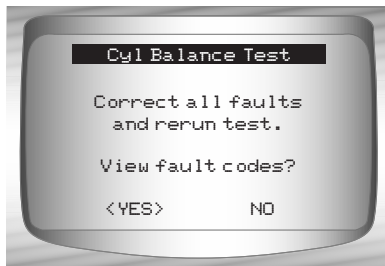 Cyl Balance Test
Correct all faults
and rerun test.
View fault codes?
<YES> NO